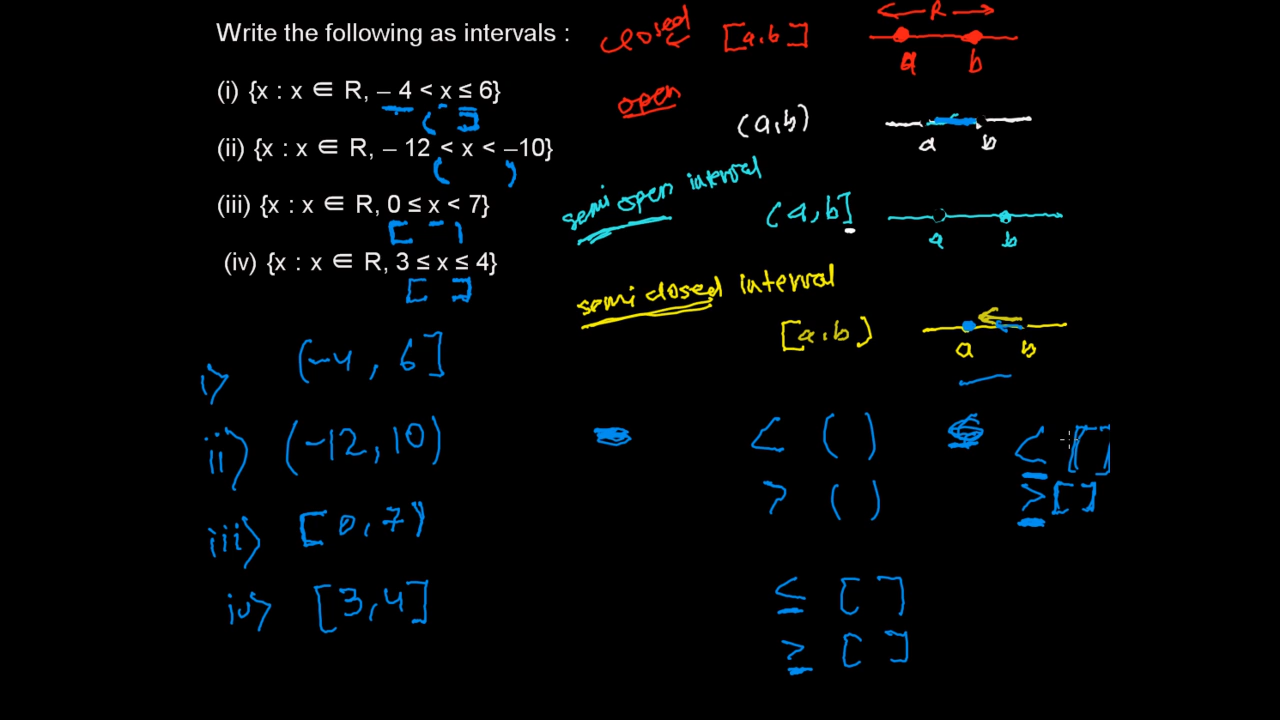 Write the following as intervals :
closed [a,b]
R
a b
(i) {x : x ∈ R, – 4 < x ≤ 6}
( ]
open
(a,b)
a b
(ii) {x : x ∈ R, – 12 < x < –10}
( )
semi open interval
(a,b]
a b
(iii) {x : x ∈ R, 0 ≤ x < 7}
[ )
(iv) {x : x ∈ R, 3 ≤ x ≤ 4}
[ ]
semi closed interval
[a,b)
a b
i) (-4, 6]
ii) (-12, 10)
iii) [0,7)
iv) [3,4]
< ( )
> ( )
≤ [ ]
≥ [ ]
≤ [ ]
≥ [ ]